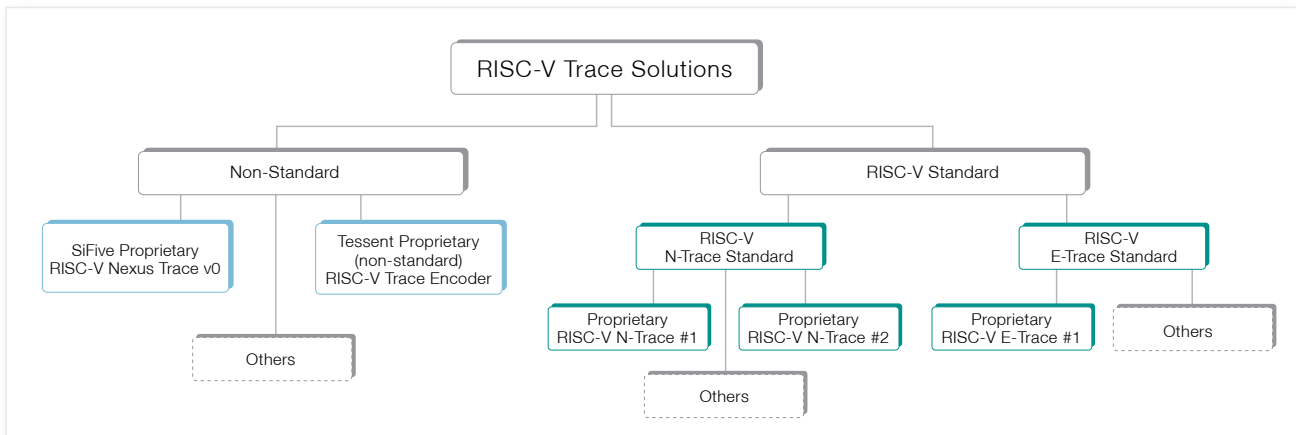 RISC-V Trace Solutions
Non-Standard
RISC-V Standard
SiFive Proprietary
RISC-V Nexus Trace v0
Tessent Proprietary
(non-standard)
RISC-V Trace Encoder
Others
RISC-V
N-Trace Standard
RISC-V
E-Trace Standard
Proprietary
RISC-V N-Trace #1
Proprietary
RISC-V N-Trace #2
Others
Proprietary
RISC-V E-Trace #1
Others